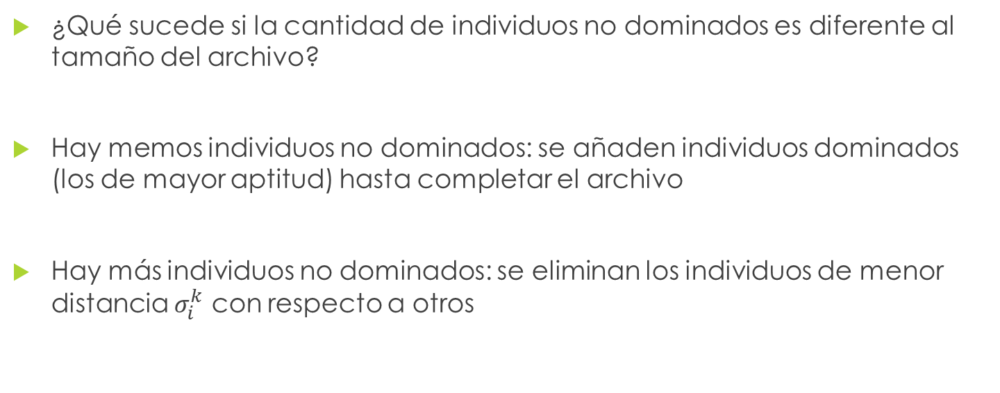 ¿Qué sucede si la cantidad de individuos no dominados es diferente al
tamaño del archivo?
Hay memos individuos no dominados: se añaden individuos dominados
(los de mayor aptitud) hasta completar el archivo
Hay más individuos no dominados: se eliminan los individuos de menor
distancia σᵢᵏ con respecto a otros